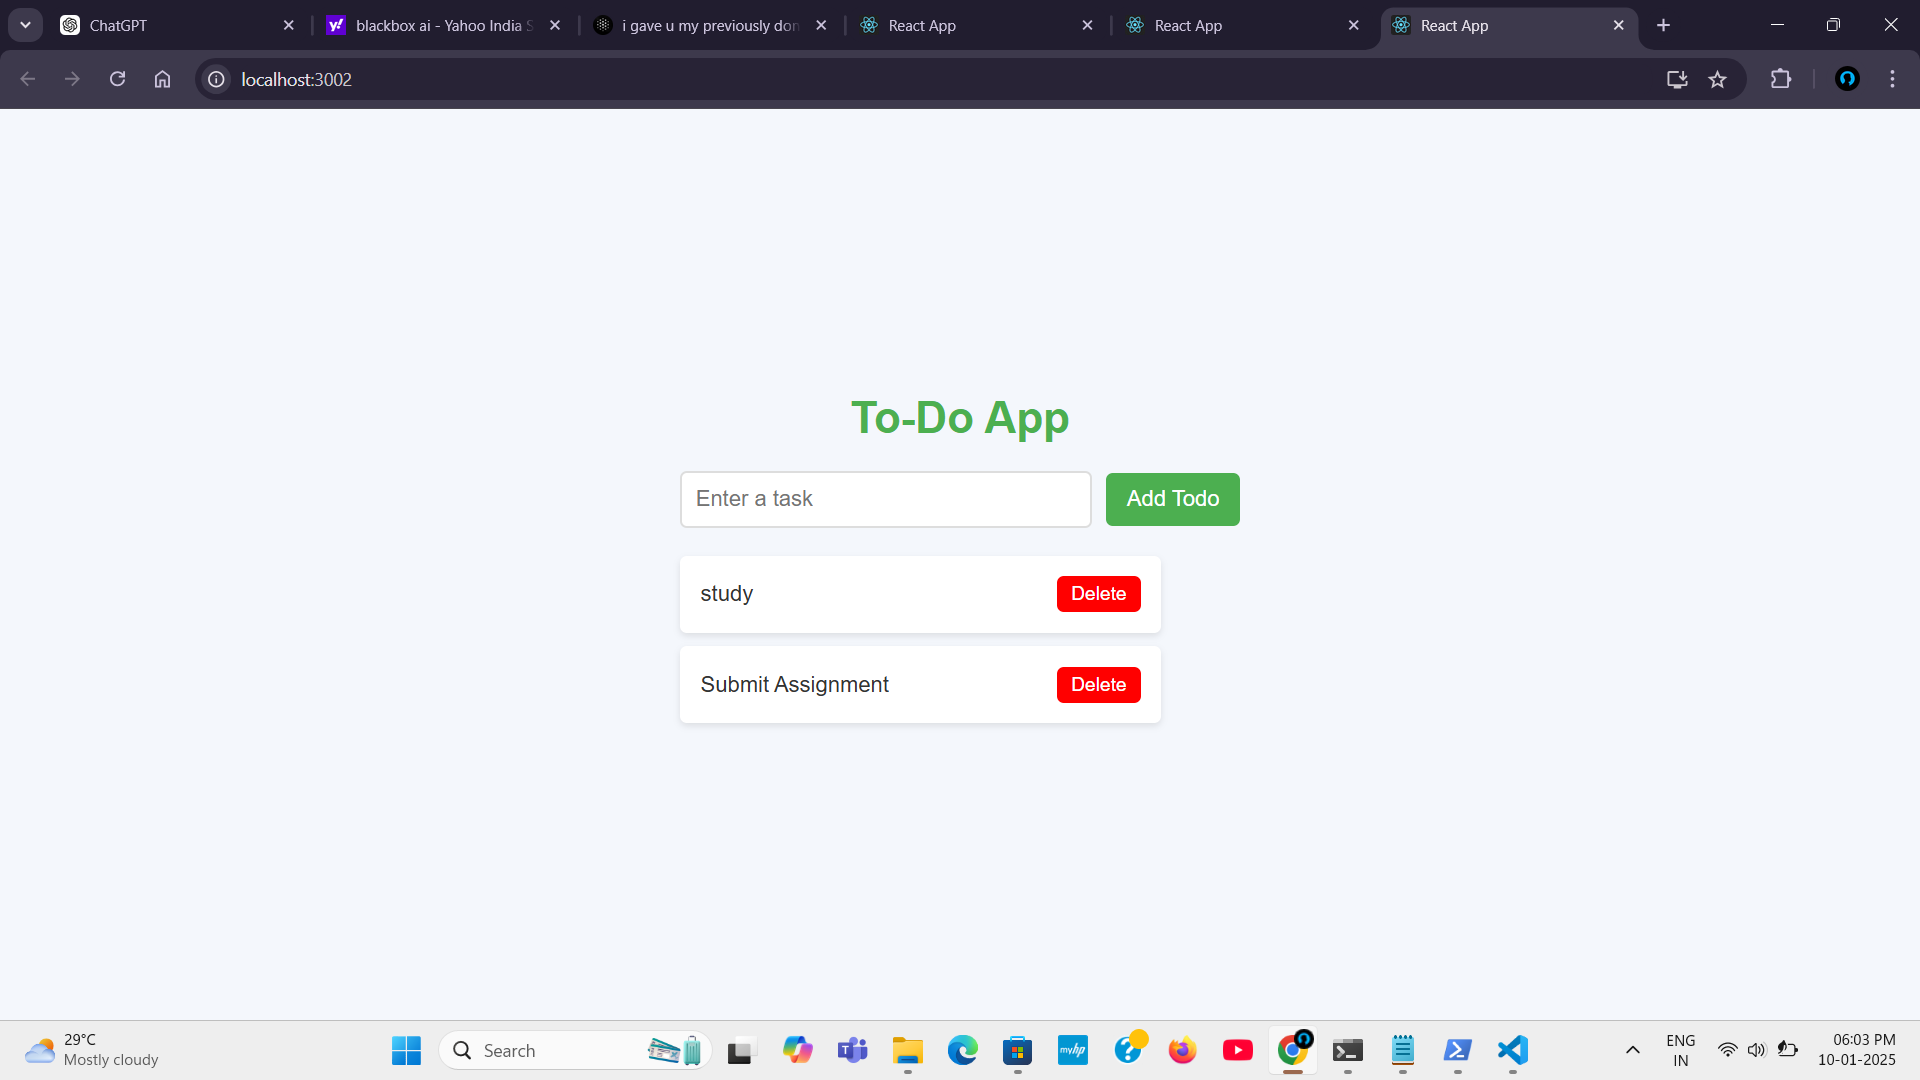 ChatGPT
blackbox ai - Yahoo India S
i gave u my previously don
React App
React App
React App
localhost:3002
To-Do App
Enter a task
Add Todo
study
Delete
Submit Assignment
Delete
29°C
Mostly cloudy
Search
myhp
ENG
IN
06:03 PM
10-01-2025